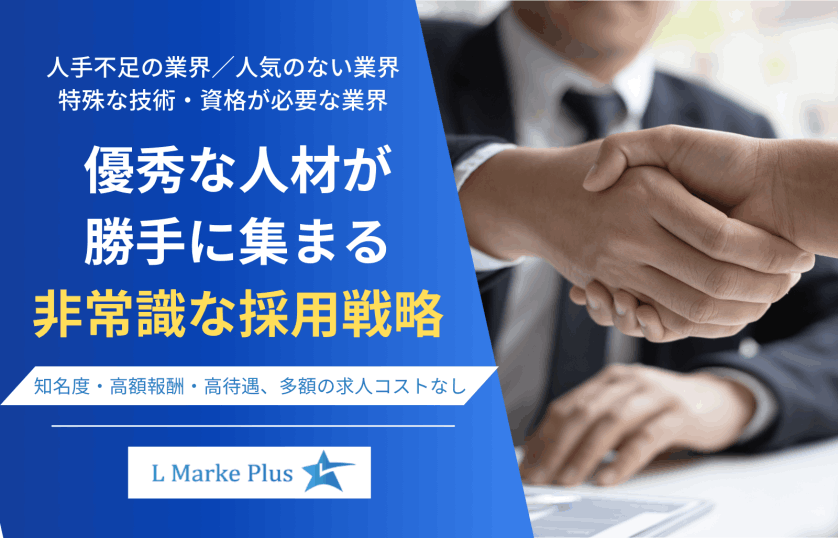 人手不足の業界／人気のない業界
特殊な技術・資格が必要な業界
優秀な人材が
勝手に集まる
非常識な採用戦略
知名度・高額報酬・高待遇、多額の求人コストなし
L Marke Plus